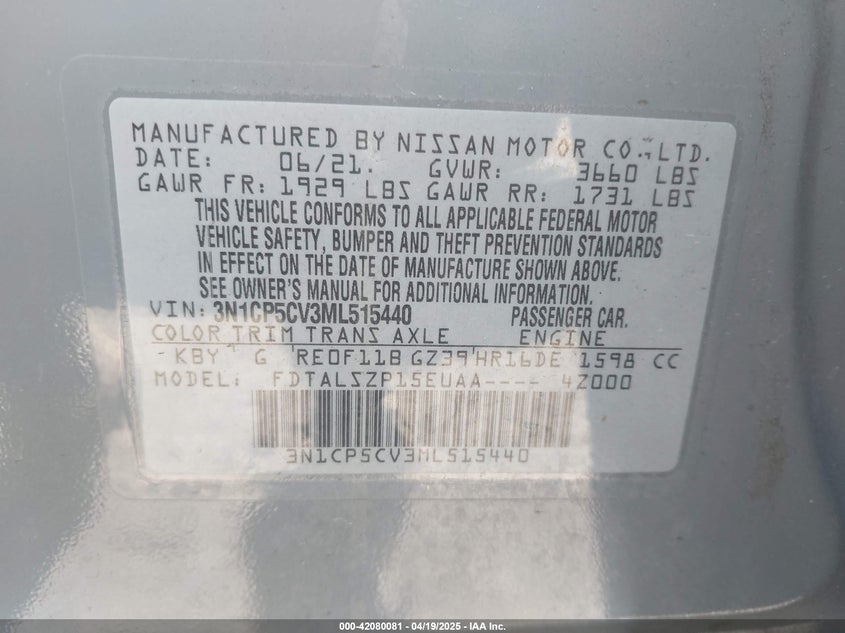 MANUFACTURED BY NISSAN MOTOR CO.,LTD.
DATE: 06/21. GVWR: 3660 LBS
GAWR FR: 1929 LBS GAWR RR: 1731 LBS
THIS VEHICLE CONFORMS TO ALL APPLICABLE FEDERAL MOTOR
VEHICLE SAFETY, BUMPER AND THEFT PREVENTION STANDARDS
IN EFFECT ON THE DATE OF MANUFACTURE SHOWN ABOVE.
SEE OWNER'S MANUAL FOR ADDITIONAL INFORMATION.
VIN: 3N1CP5CV3ML515440 PASSENGER CAR.
COLOR TRIM TRANS AXLE ENGINE
KBY G RE0F11B GZ39 HR16DE 1598 CC
MODEL: FDTALSZP15EUAA---- 4Z000
3N1CP5CV3ML515440
000-42080081 - 04/19/2025 - IAA Inc.